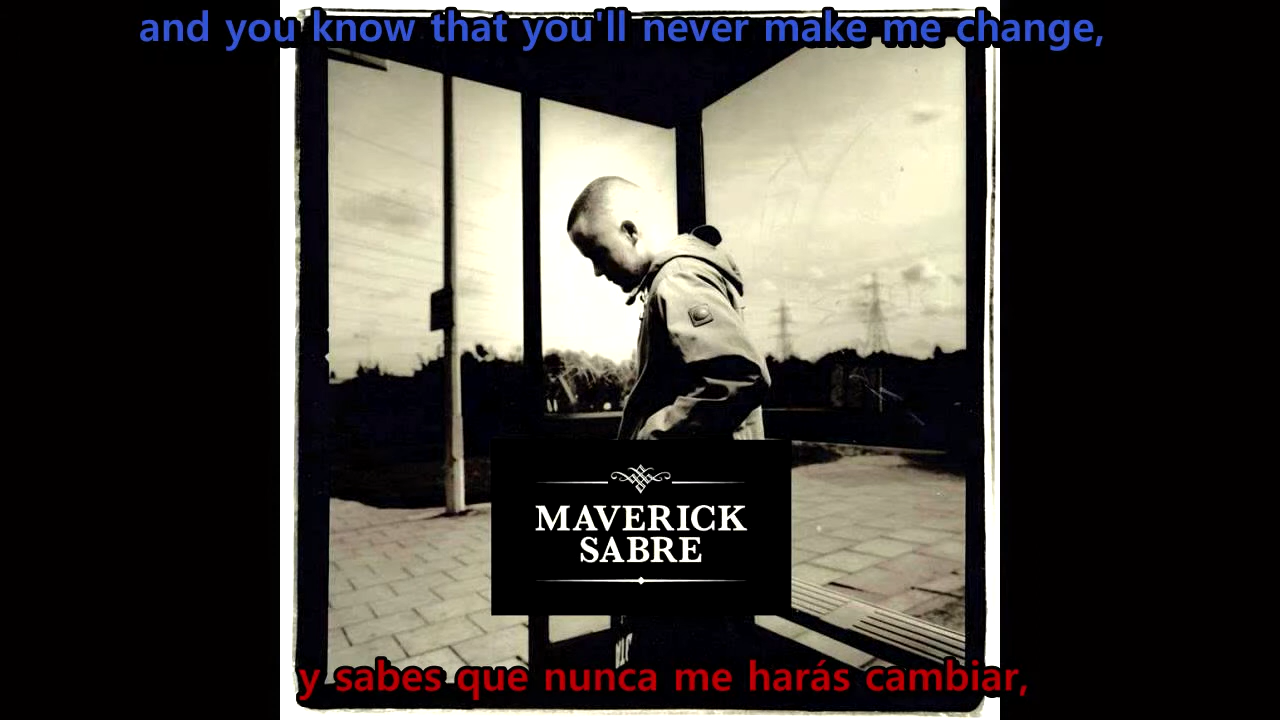 and you know that you'll never make me change,
MAVERICK
SABRE
y sabes que nunca me harás cambiar,